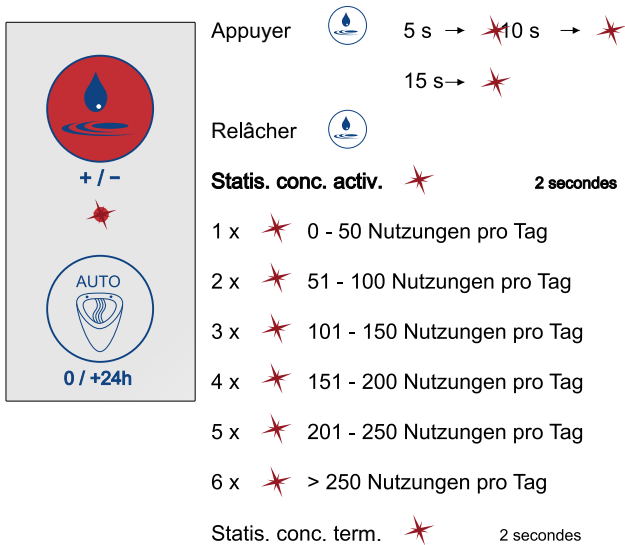 + / −
AUTO
0 / +24h
Appuyer 5 s → 10 s →
15 s→
Relâcher
Statis. conc. activ. 2 secondes
1 x 0 - 50 Nutzungen pro Tag
2 x 51 - 100 Nutzungen pro Tag
3 x 101 - 150 Nutzungen pro Tag
4 x 151 - 200 Nutzungen pro Tag
5 x 201 - 250 Nutzungen pro Tag
6 x > 250 Nutzungen pro Tag
Statis. conc. term. 2 secondes